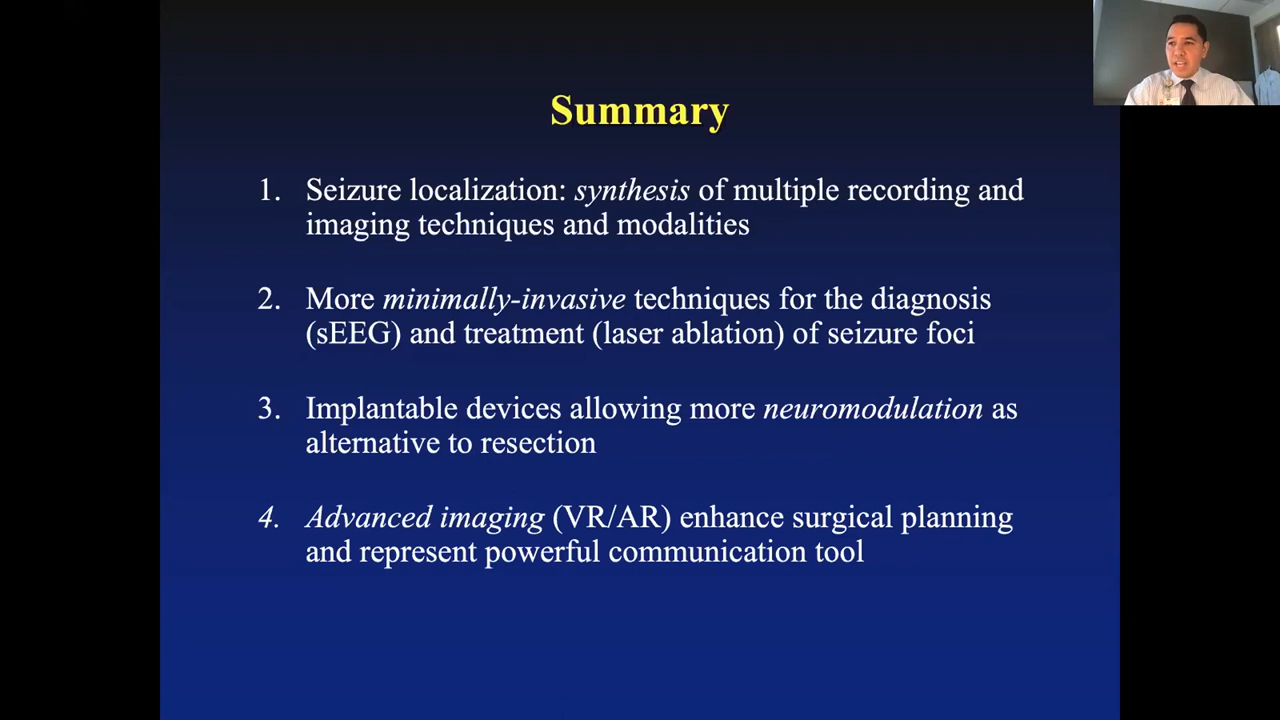 Summary
1. Seizure localization: synthesis of multiple recording and
imaging techniques and modalities
2. More minimally-invasive techniques for the diagnosis
(sEEG) and treatment (laser ablation) of seizure foci
3. Implantable devices allowing more neuromodulation as
alternative to resection
4. Advanced imaging (VR/AR) enhance surgical planning
and represent powerful communication tool